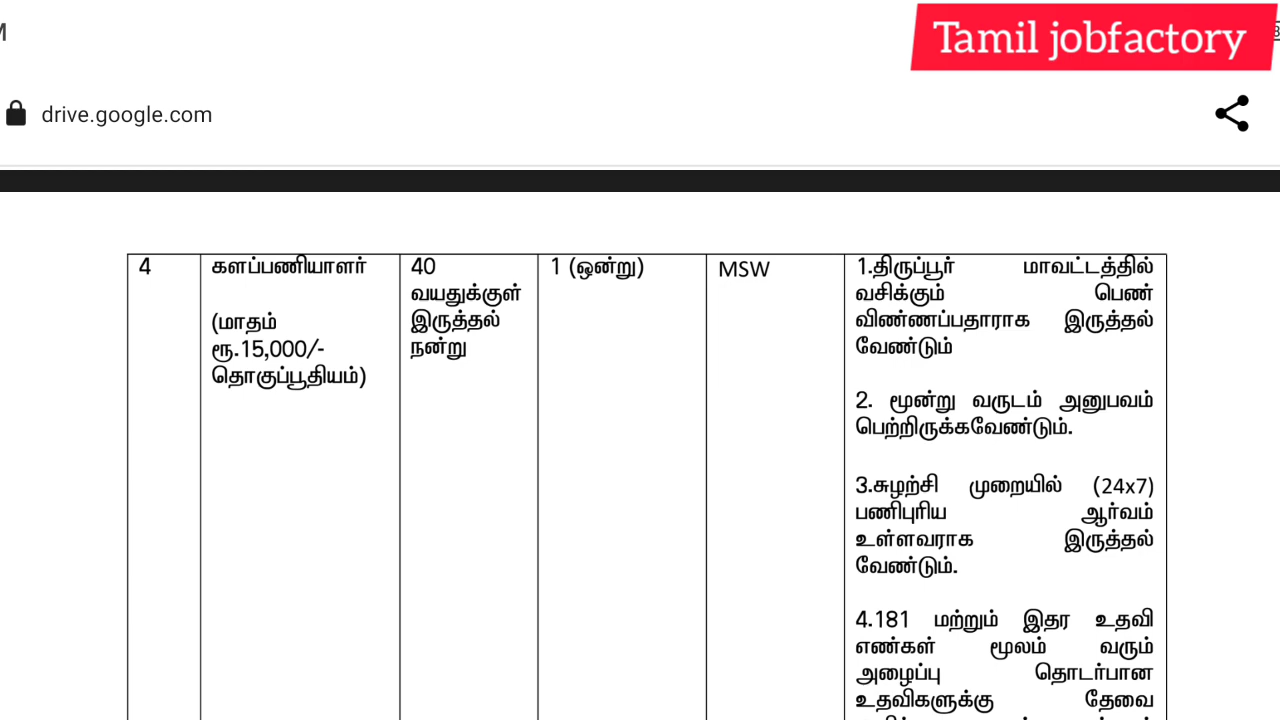 Tamil jobfactory
drive.google.com
4
களப்பணியாளர்
(மாதம்
ரூ.15,000/-
தொகுப்பூதியம்)
40
வயதுக்குள்
இருத்தல்
நன்று
1 (ஒன்று)
MSW
1.திருப்பூர் மாவட்டத்தில்
வசிக்கும் பெண்
விண்ணப்பதாராக இருத்தல்
வேண்டும்
2. மூன்று வருடம் அனுபவம்
பெற்றிருக்கவேண்டும்.
3.சுழற்சி முறையில் (24x7)
பணிபுரிய ஆர்வம்
உள்ளவராக இருத்தல்
வேண்டும்.
4.181 மற்றும் இதர உதவி
எண்கள் மூலம் வரும்
அழைப்பு தொடர்பான
உதவிகளுக்கு தேவை